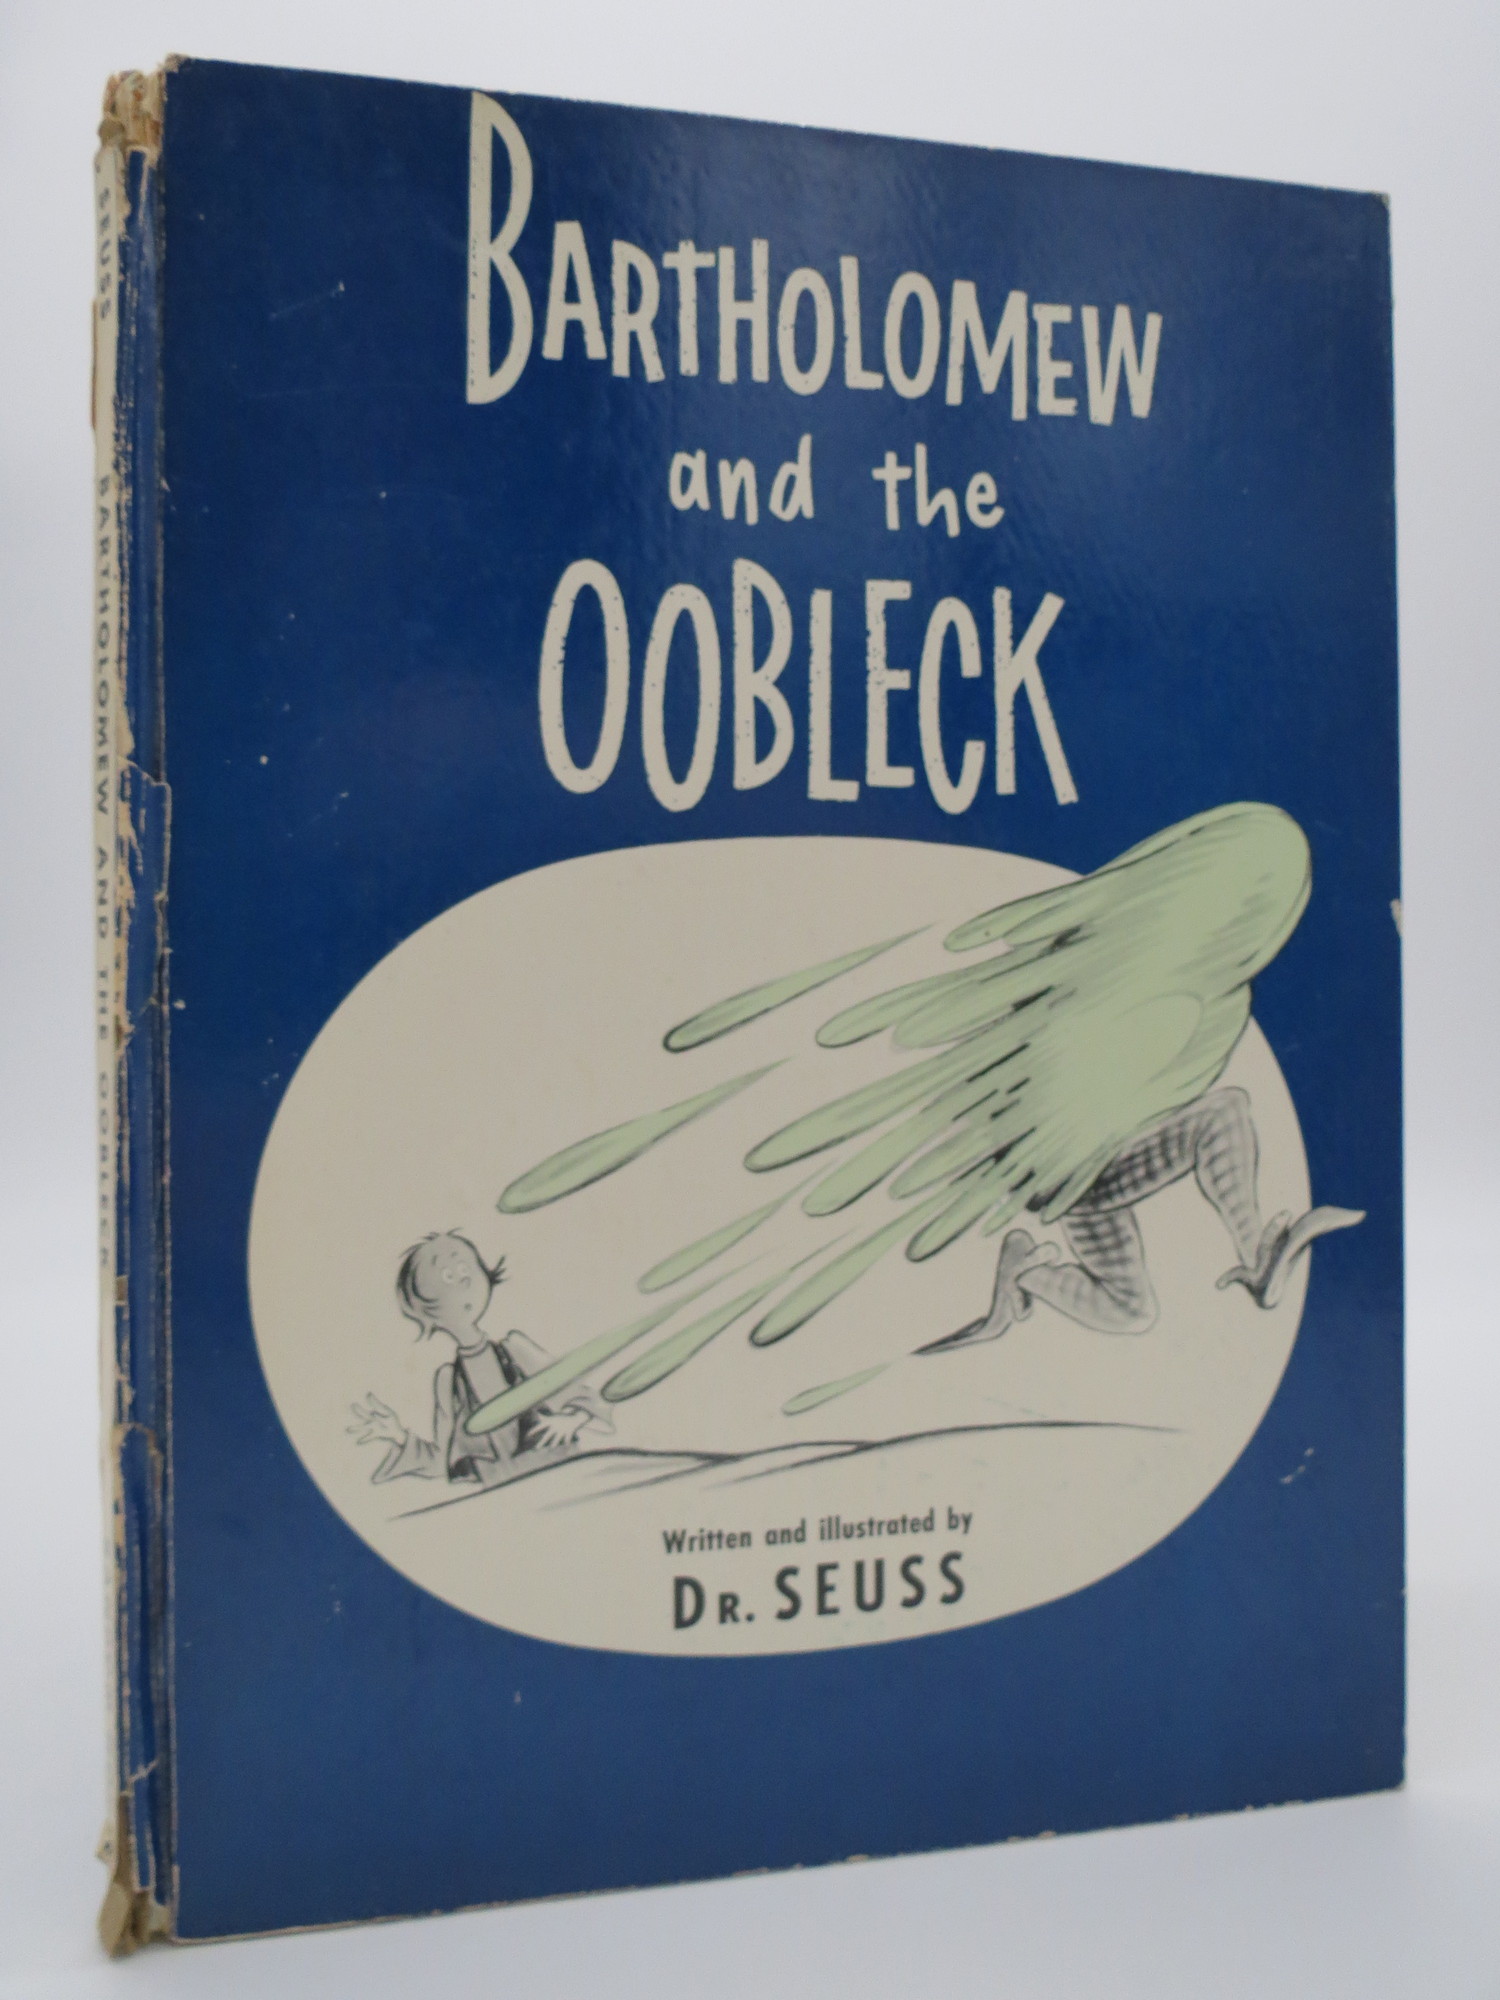 BARTHOLOMEW
and the
OOBLECK
Written and illustrated by
DR. SEUSS
SEUSS BARTHOLOMEW AND THE OOBLECK